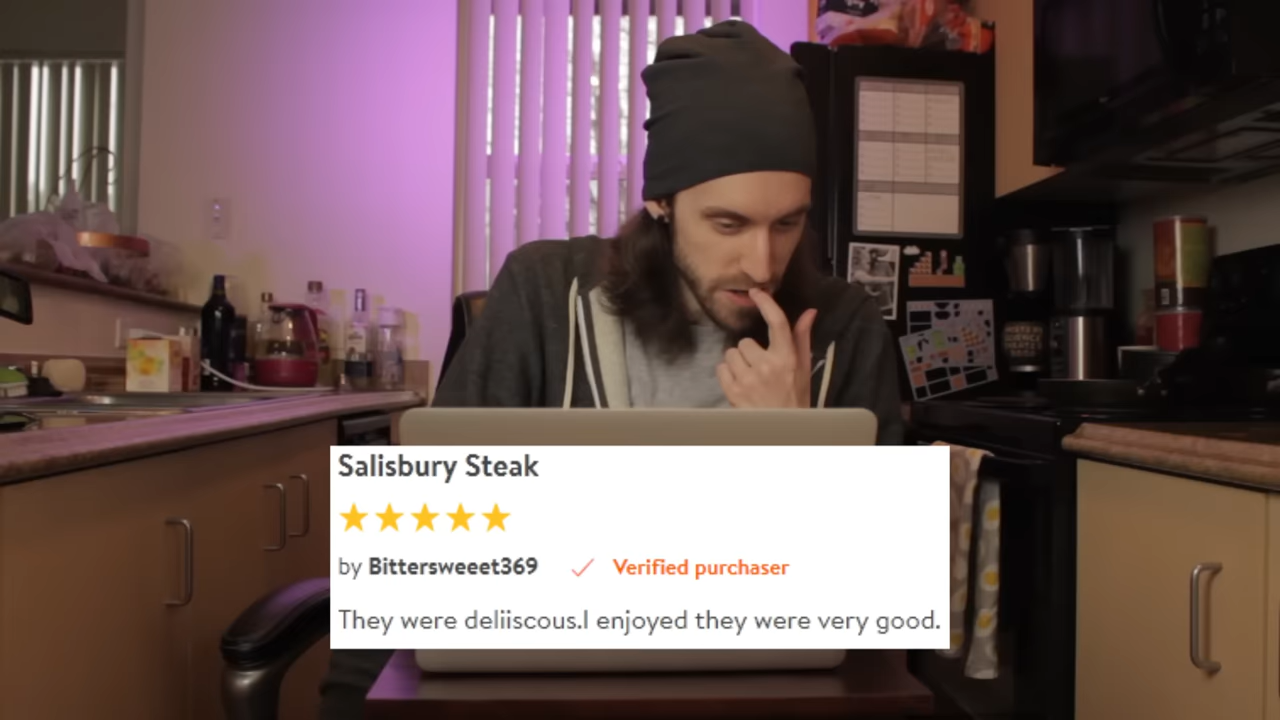 Salisbury Steak
by Bittersweeet369 Verified purchaser
They were deliiscous.I enjoyed they were very good.